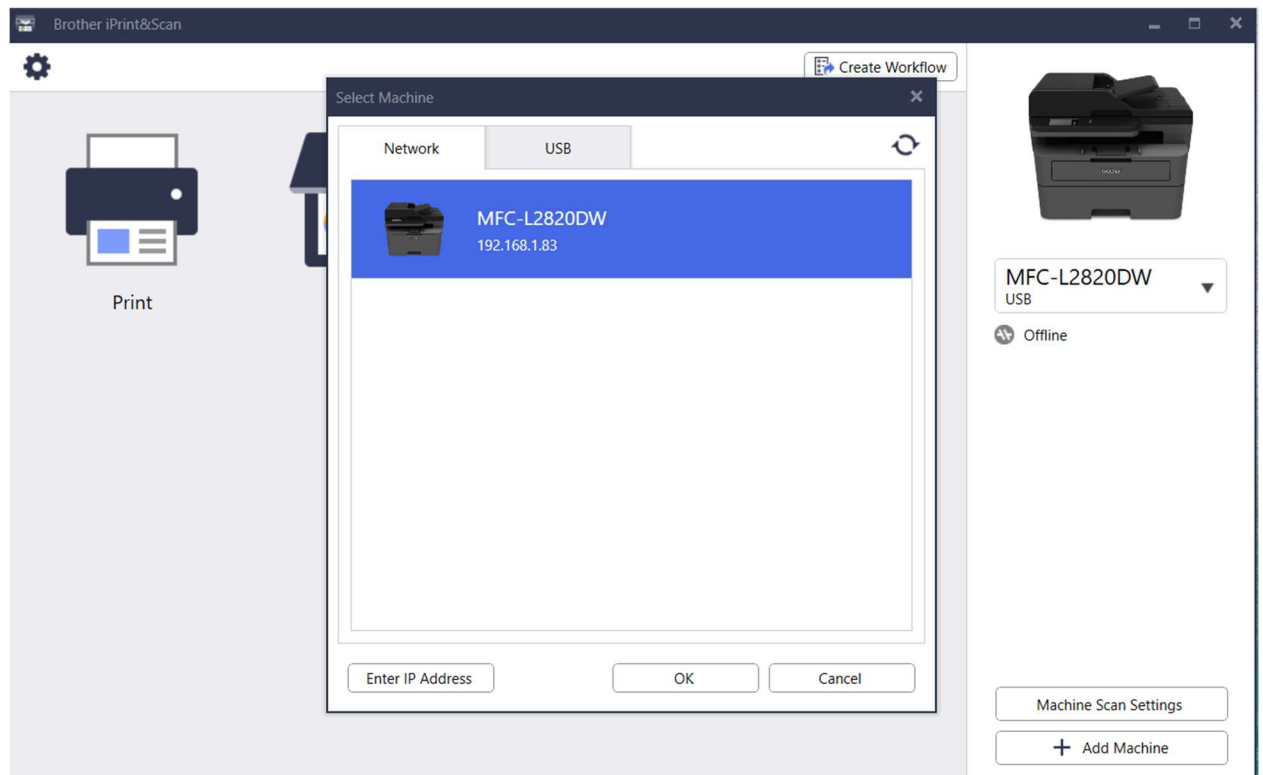 Brother iPrint&Scan
Create Workflow
Select Machine
Network
USB
MFC-L2820DW
192.168.1.83
Print
MFC-L2820DW
USB
Offline
Enter IP Address
OK
Cancel
Machine Scan Settings
+ Add Machine